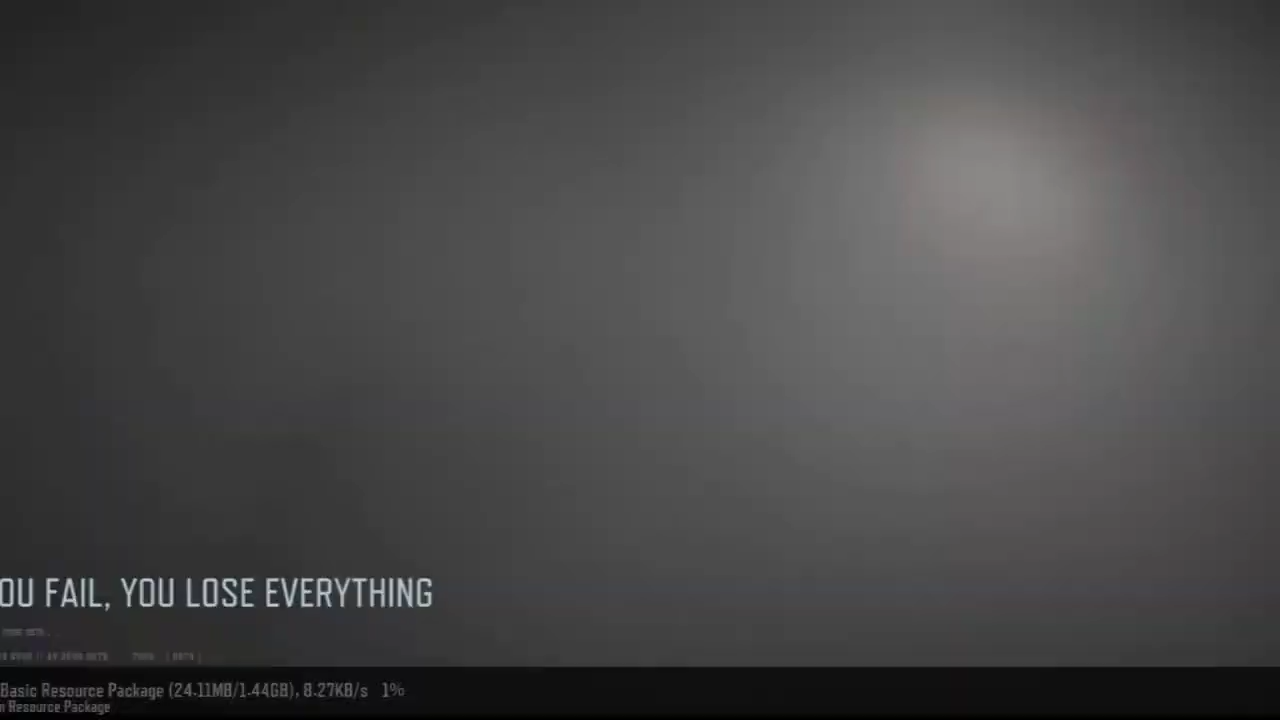 OU FAIL, YOU LOSE EVERYTHING
Basic Resource Package (24.11MB/1.44GB), 8.27KB/s 1%
n Resource Package